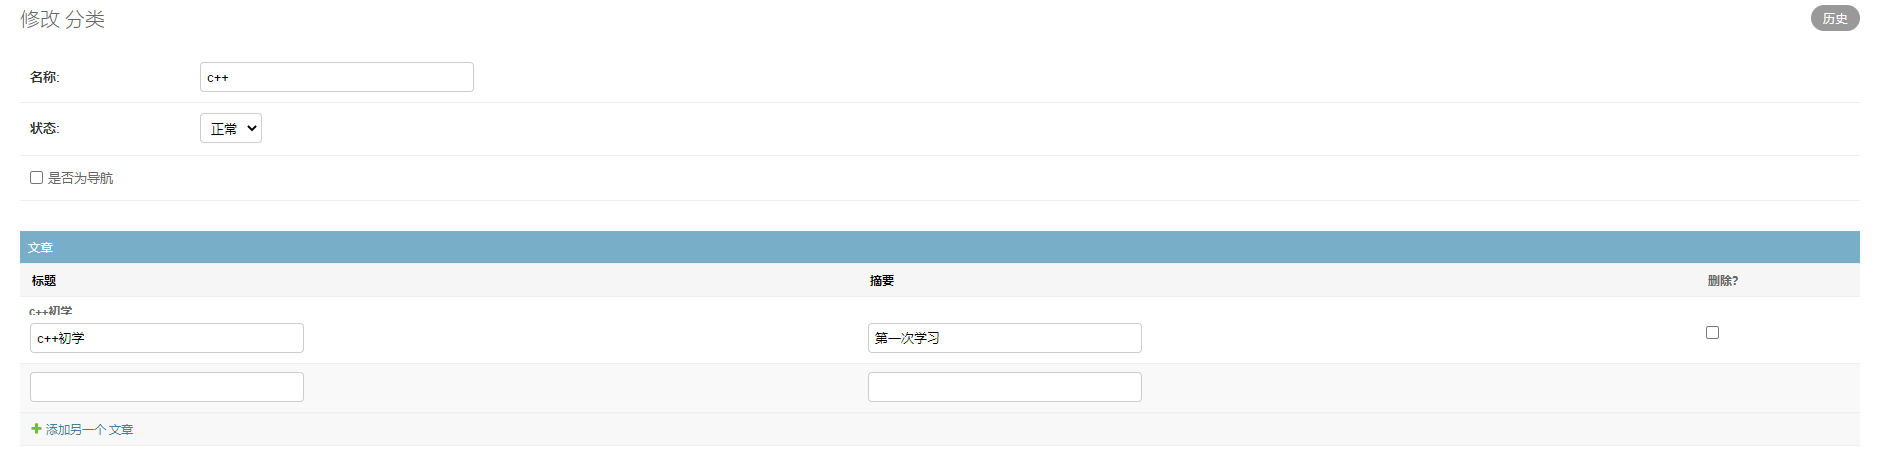 修改 分类
历史
名称: c++
状态: 正常
是否为导航
文章
标题 摘要 删除?
c++初学
c++初学 第一次学习
添加另一个 文章